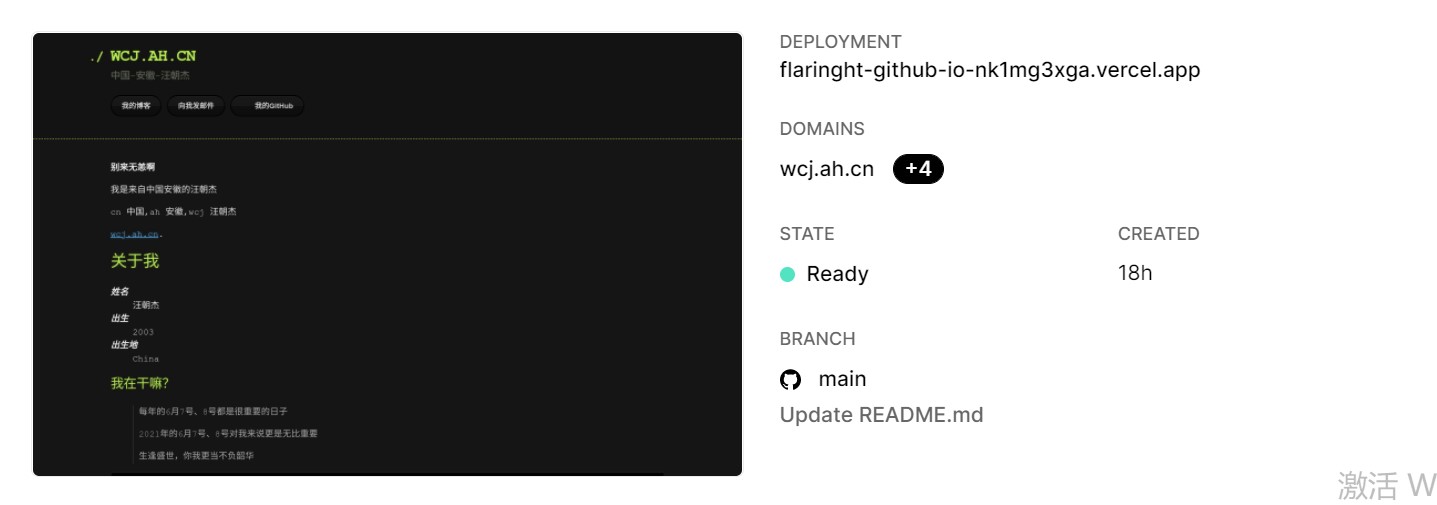 ./ WCJ.AH.CN
中国-安徽-汪朝杰
我的博客 向我发邮件 我的GitHub
别来无恙啊
我是来自中国安徽的汪朝杰
cn 中国,ah 安徽,wcj 汪朝杰
wcj.ah.cn.
关于我
姓名
汪朝杰
出生
2003
出生地
China
我在干嘛?
每年的6月7号、8号都是很重要的日子
2021年的6月7号、8号对我来说更是无比重要
生逢盛世，你我更当不负韶华
DEPLOYMENT
flaringht-github-io-nk1mg3xga.vercel.app
DOMAINS
wcj.ah.cn +4
STATE CREATED
Ready 18h
BRANCH
main
Update README.md
激活 W